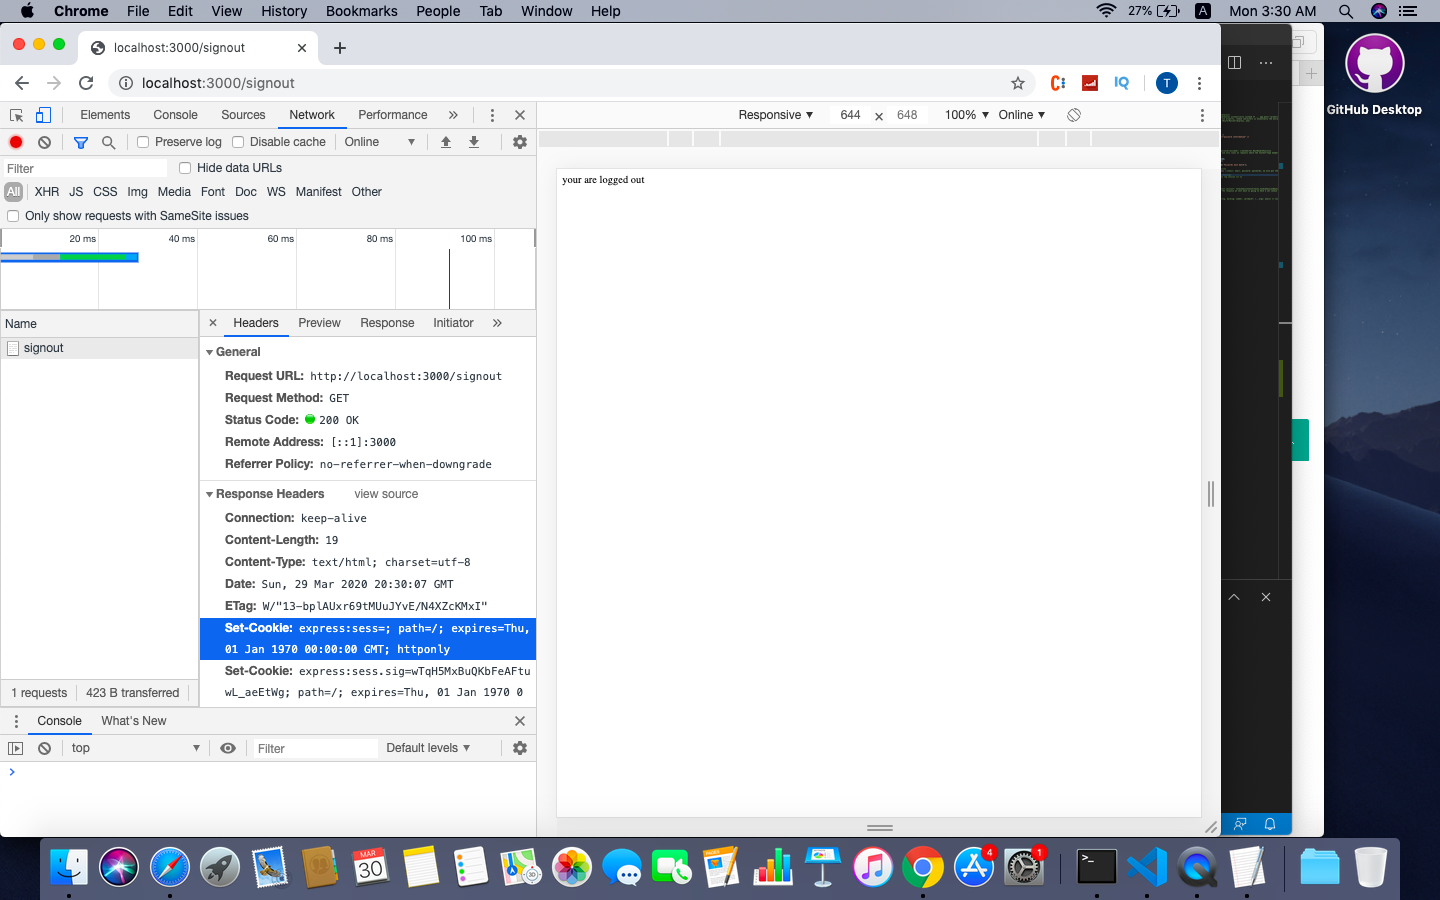 Chrome File Edit View History Bookmarks People Tab Window Help 27% A Mon 3:30 AM
localhost:3000/signout
localhost:3000/signout
T
GitHub Desktop
Elements Console Sources Network Performance
Responsive 644 × 648 100% Online
Preserve log Disable cache Online
Filter Hide data URLs
All XHR JS CSS Img Media Font Doc WS Manifest Other
Only show requests with SameSite issues
20 ms 40 ms 60 ms 80 ms 100 ms
Name
signout
Headers Preview Response Initiator
General
Request URL: http://localhost:3000/signout
Request Method: GET
Status Code: 200 OK
Remote Address: [::1]:3000
Referrer Policy: no-referrer-when-downgrade
Response Headers view source
Connection: keep-alive
Content-Length: 19
Content-Type: text/html; charset=utf-8
Date: Sun, 29 Mar 2020 20:30:07 GMT
ETag: W/"13-bplAUxr69tMUuJYvE/N4XZcKMxI"
Set-Cookie: express:sess=; path=/; expires=Thu,
01 Jan 1970 00:00:00 GMT; httponly
Set-Cookie: express:sess.sig=wTqH5MxBuQKbFeAFtu
wL_aeEtWg; path=/; expires=Thu, 01 Jan 1970 0
1 requests 423 B transferred
Console What's New
top Filter Default levels
your are logged out
MAR
30
4
1